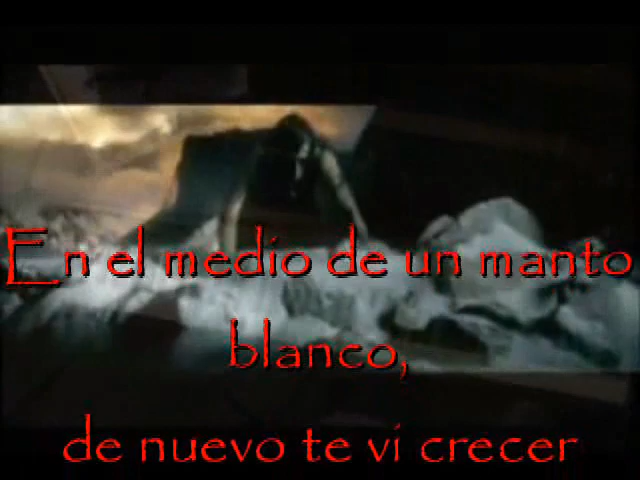 En el medio de un manto
blanco,
de nuevo te vi crecer